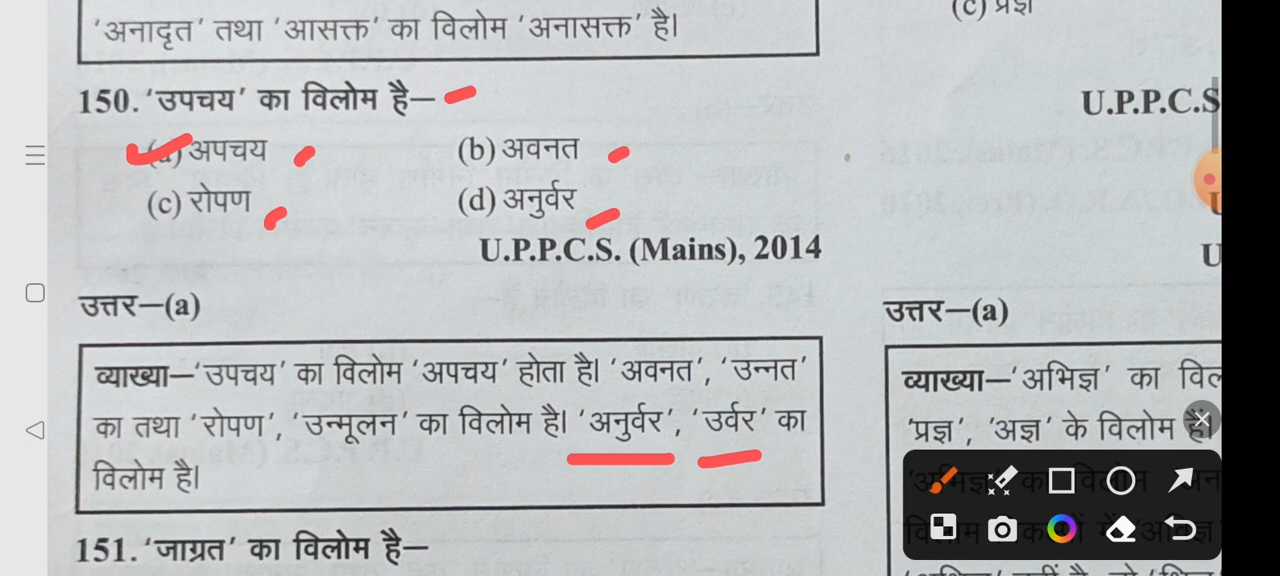 'अनादृत' तथा 'आसक्त' का विलोम 'अनासक्त' है।
150. 'उपचय' का विलोम है–
(a) अपचय (b) अवनत
(c) रोपण (d) अनुर्वर
U.P.P.C.S. (Mains), 2014
उत्तर–(a)
व्याख्या–'उपचय' का विलोम 'अपचय' होता है। 'अवनत', 'उन्नत'
का तथा 'रोपण', 'उन्मूलन' का विलोम है। 'अनुर्वर', 'उर्वर' का
विलोम है।
151. 'जाग्रत' का विलोम है–
(c) प्रज्ञ
U.P.P.C.S
उत्तर–(a)
व्याख्या–'अभिज्ञ' का
'प्रज्ञ', 'अज्ञ' के विलोम हैं।